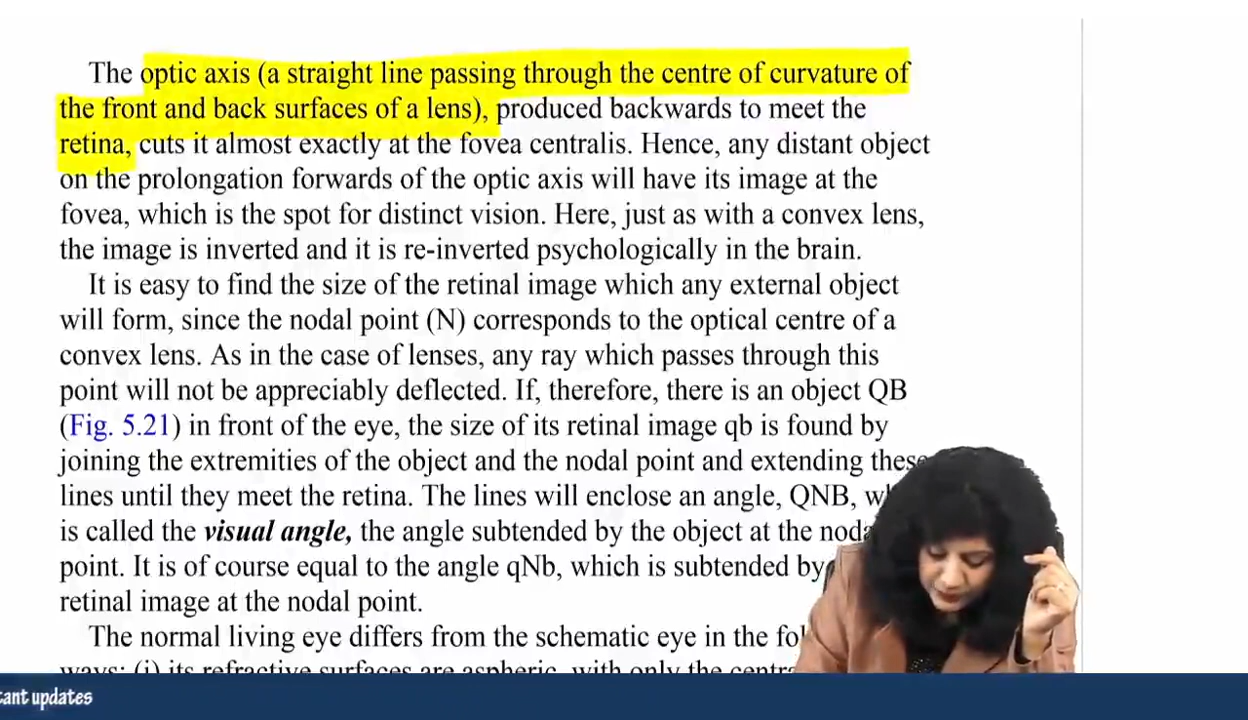 The optic axis (a straight line passing through the centre of curvature of
the front and back surfaces of a lens), produced backwards to meet the
retina, cuts it almost exactly at the fovea centralis. Hence, any distant object
on the prolongation forwards of the optic axis will have its image at the
fovea, which is the spot for distinct vision. Here, just as with a convex lens,
the image is inverted and it is re-inverted psychologically in the brain.
It is easy to find the size of the retinal image which any external object
will form, since the nodal point (N) corresponds to the optical centre of a
convex lens. As in the case of lenses, any ray which passes through this
point will not be appreciably deflected. If, therefore, there is an object QB
(Fig. 5.21) in front of the eye, the size of its retinal image qb is found by
joining the extremities of the object and the nodal point and extending these
lines until they meet the retina. The lines will enclose an angle, QNB,
is called the visual angle, the angle subtended by the object at the
point. It is of course equal to the angle qNb, which is subtended by
retinal image at the nodal point.
The normal living eye differs from the schematic eye in the
ways: (i) its refractive surfaces are aspheric, with only the
tant updates